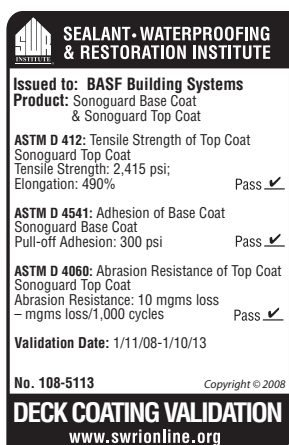 SWR
INSTITUTE
SEALANT • WATERPROOFING
& RESTORATION INSTITUTE
Issued to: BASF Building Systems
Product: Sonoguard Base Coat
& Sonoguard Top Coat
ASTM D 412: Tensile Strength of Top Coat
Sonoguard Top Coat
Tensile Strength: 2,415 psi;
Elongation: 490% Pass ✔
ASTM D 4541: Adhesion of Base Coat
Sonoguard Base Coat
Pull-off Adhesion: 300 psi Pass ✔
ASTM D 4060: Abrasion Resistance of Top Coat
Sonoguard Top Coat
Abrasion Resistance: 10 mgms loss
– mgms loss/1,000 cycles Pass ✔
Validation Date: 1/11/08-1/10/13
No. 108-5113 Copyright © 2008
DECK COATING VALIDATION
www.swrionline.org